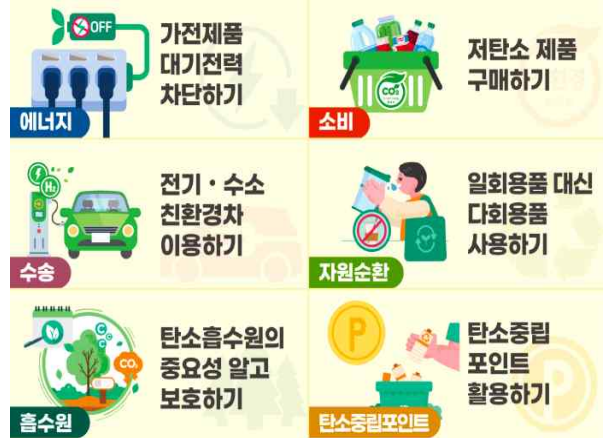 OFF
가전제품
대기전력
차단하기
에너지
CO₂
저탄소 제품
구매하기
소비
H₂
전기·수소
친환경차
이용하기
수송
일회용품 대신
다회용품
사용하기
자원순환
C
C
CO₂
탄소흡수원의
중요성 알고
보호하기
흡수원
P
탄소중립
포인트
활용하기
탄소중립포인트